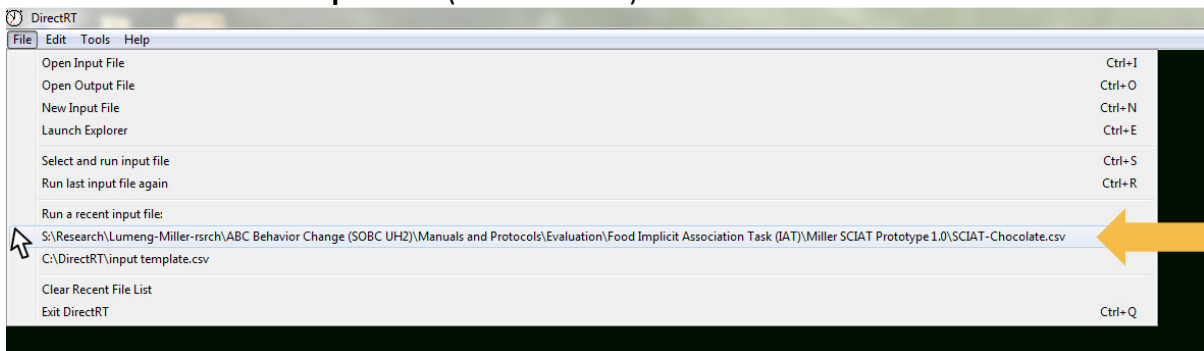 DirectRT
File Edit Tools Help
Open Input File Ctrl+I
Open Output File Ctrl+O
New Input File Ctrl+N
Launch Explorer Ctrl+E
Select and run input file Ctrl+S
Run last input file again Ctrl+R
Run a recent input file:
S:\Research\Lumeng-Miller-rsrch\ABC Behavior Change (SOBC UH2)\Manuals and Protocols\Evaluation\Food Implicit Association Task (IAT)\Miller SCIAT Prototype 1.0\SCIAT-Chocolate.csv
C:\DirectRT\input template.csv
Clear Recent File List
Exit DirectRT Ctrl+Q